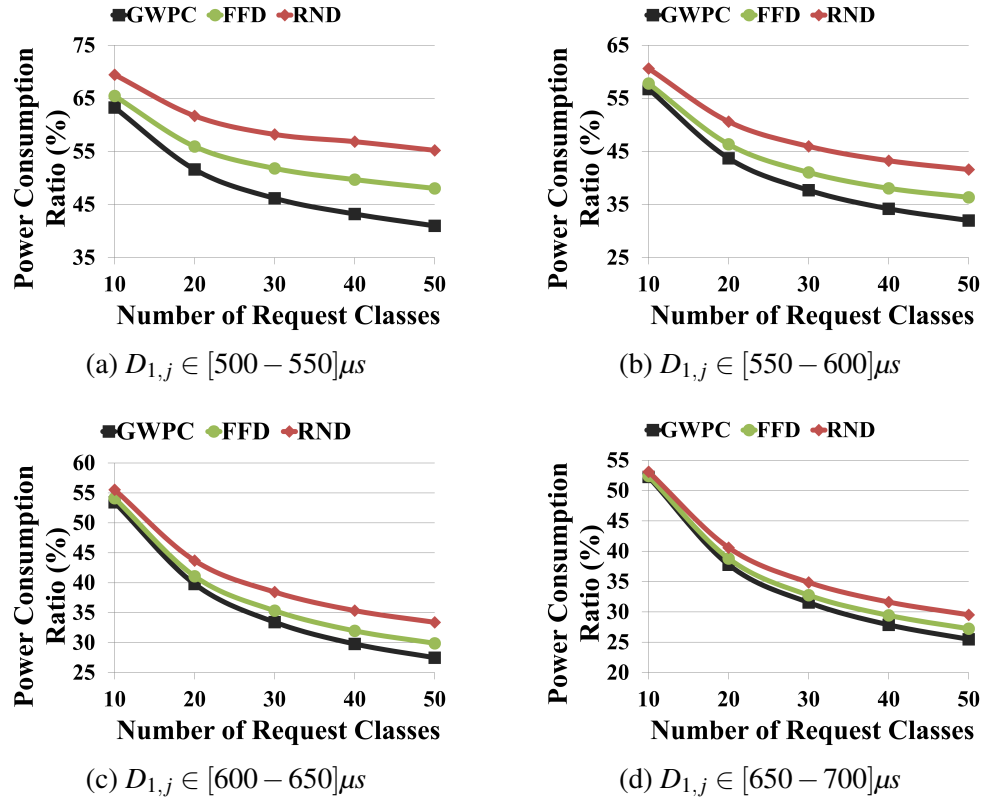 GWPC FFD RND
Power Consumption
Ratio (%)
75
65
55
45
35
10 20 30 40 50
Number of Request Classes
(a) D1,j ∈ [500 − 550]μs
GWPC FFD RND
Power Consumption
Ratio (%)
65
55
45
35
25
10 20 30 40 50
Number of Request Classes
(b) D1,j ∈ [550 − 600]μs
GWPC FFD RND
Power Consumption
Ratio (%)
60
55
50
45
40
35
30
25
10 20 30 40 50
Number of Request Classes
(c) D1,j ∈ [600 − 650]μs
GWPC FFD RND
Power Consumption
Ratio (%)
55
50
45
40
35
30
25
20
10 20 30 40 50
Number of Request Classes
(d) D1,j ∈ [650 − 700]μs